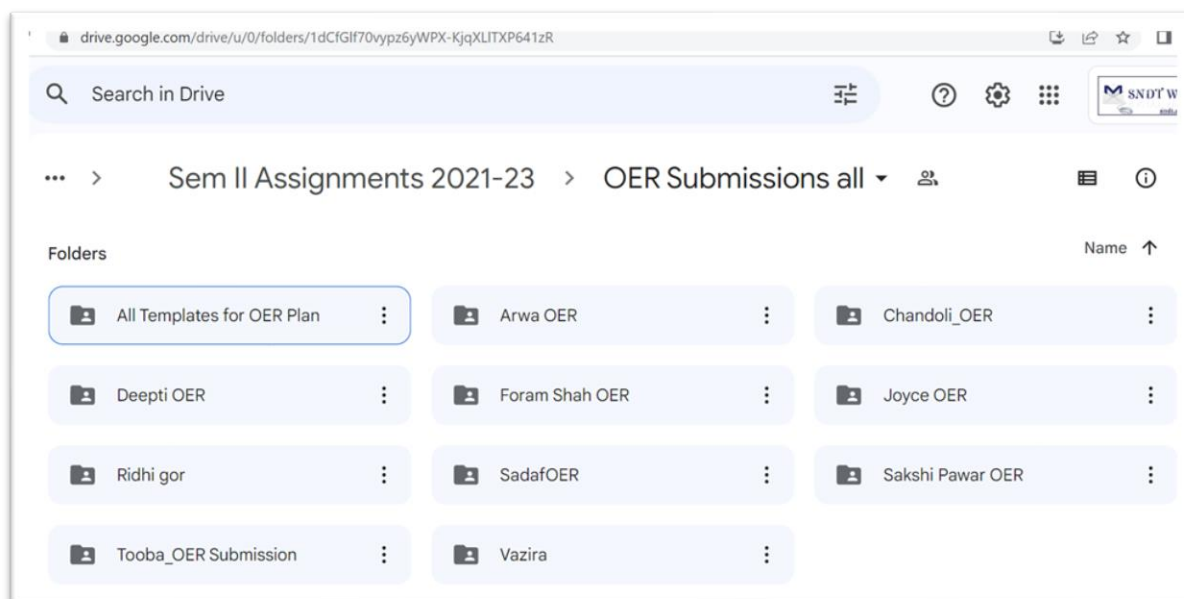 drive.google.com/drive/u/0/folders/1dCfGlf70vypz6yWPX-KjqXLITXP641zR
Search in Drive
SNDT W
Sem II Assignments 2021-23 > OER Submissions all
Folders
Name
All Templates for OER Plan
Arwa OER
Chandoli_OER
Deepti OER
Foram Shah OER
Joyce OER
Ridhi gor
SadafOER
Sakshi Pawar OER
Tooba_OER Submission
Vazira